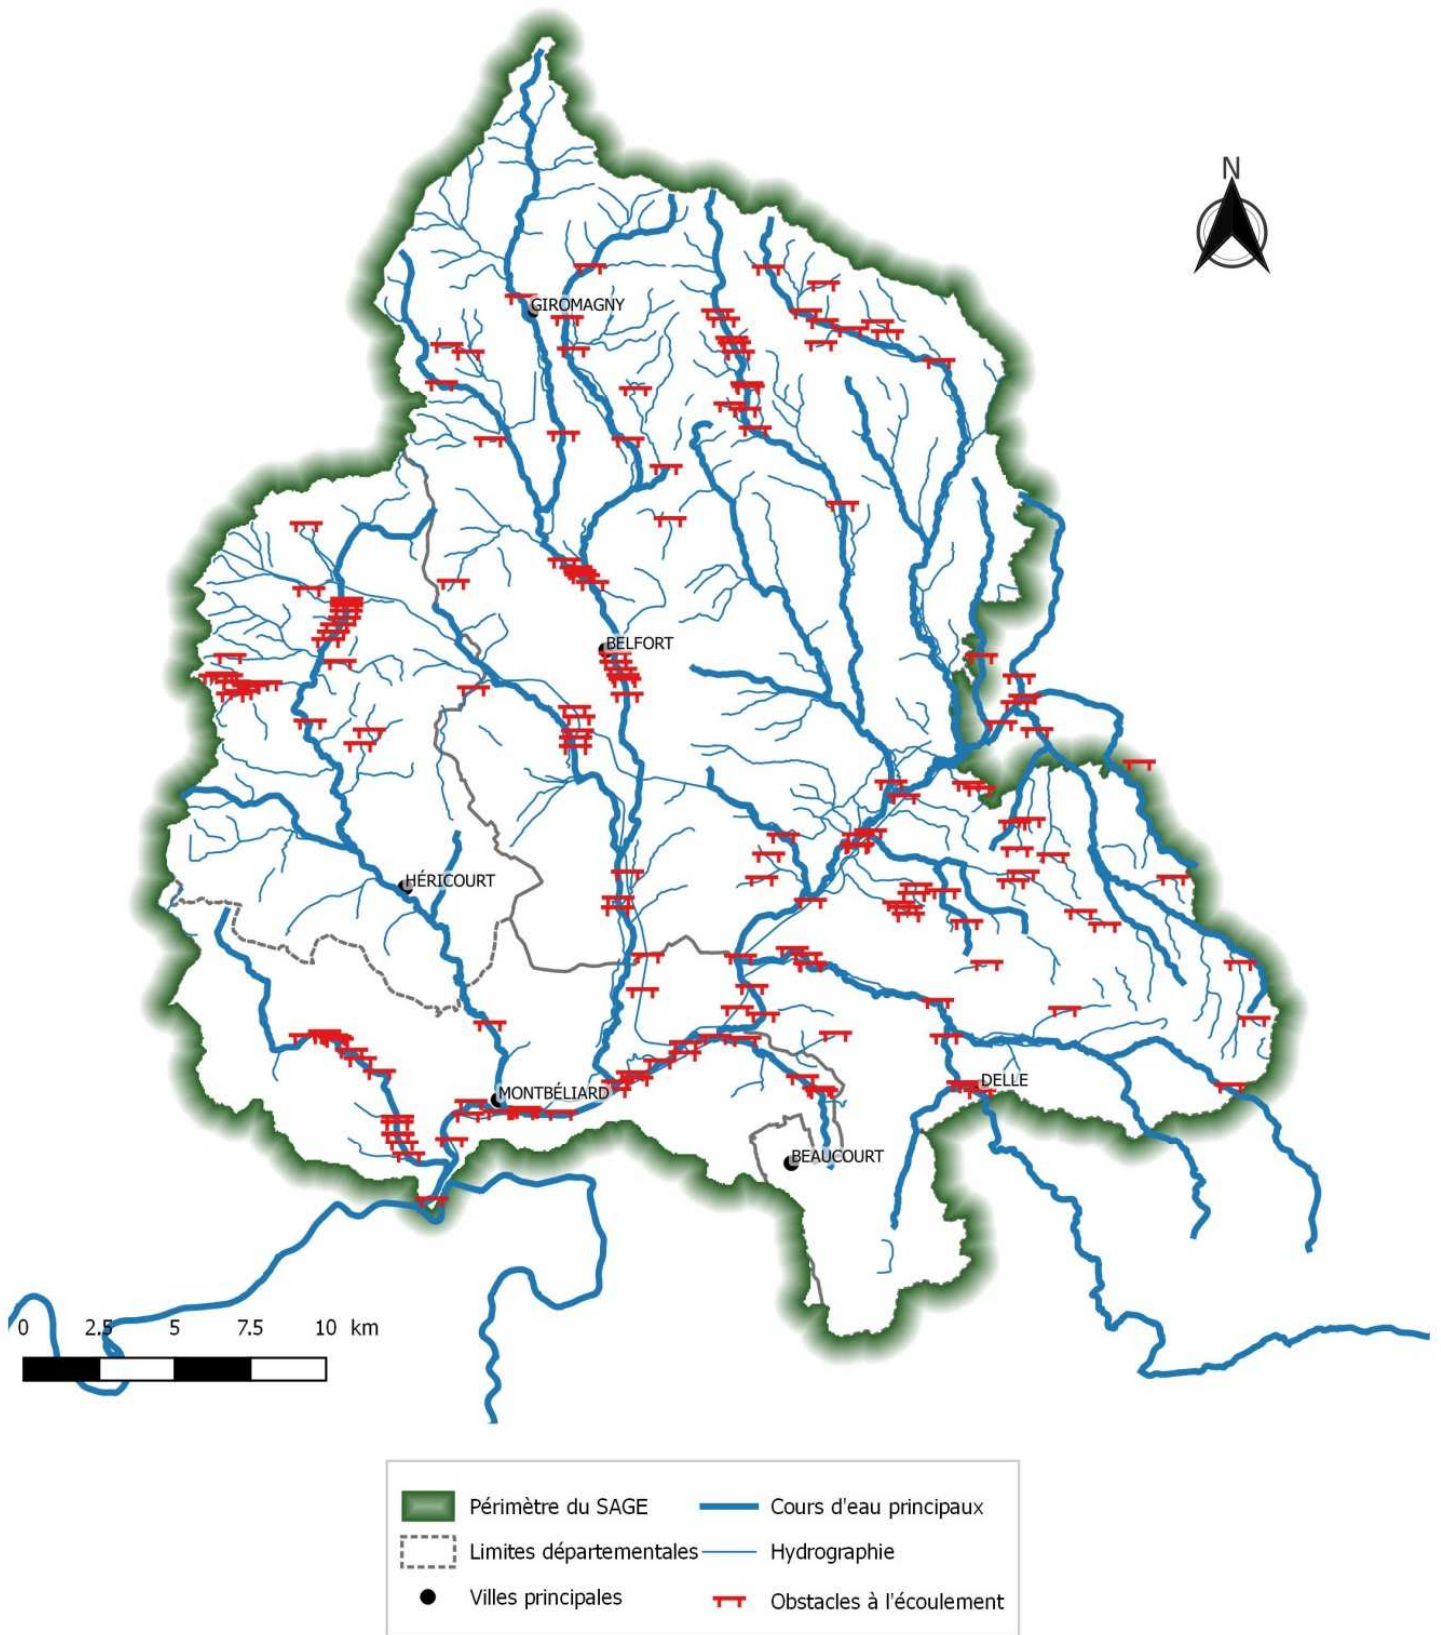 N
GIROMAGNY
BELFORT
HÉRICOURT
MONTBÉLIARD
DELLE
BEAUCOURT
0 2.5 5 7.5 10 km
Périmètre du SAGE
Cours d'eau principaux
Limites départementales
Hydrographie
Villes principales
Obstacles à l'écoulement